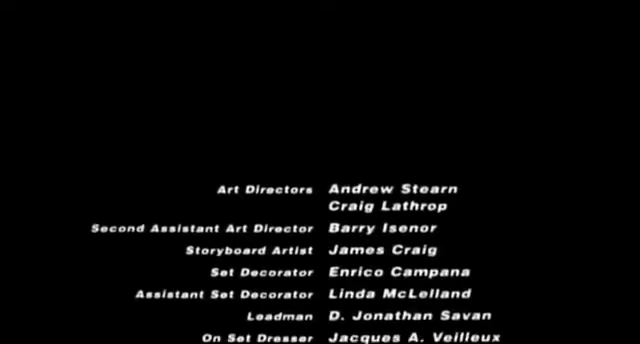 Art Directors Andrew Stearn
Craig Lathrop
Second Assistant Art Director Barry Isenor
Storyboard Artist James Craig
Set Decorator Enrico Campana
Assistant Set Decorator Linda McLelland
Leadman D. Jonathan Savan
On Set Dresser Jacques A. Veilleux